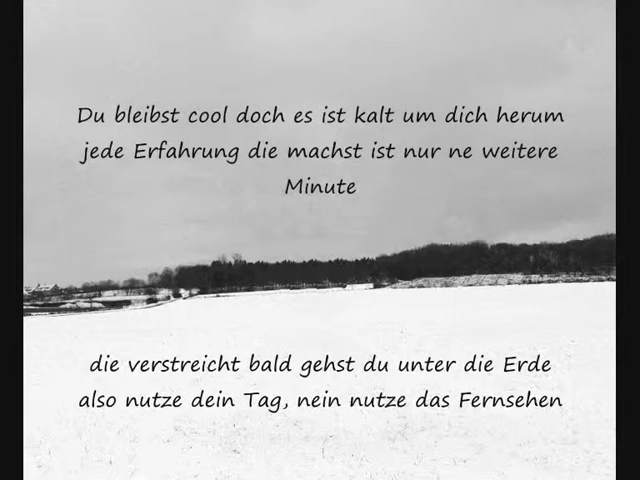 Du bleibst cool doch es ist kalt um dich herum
jede Erfahrung die machst ist nur ne weitere
Minute
die verstreicht bald gehst du unter die Erde
also nutze dein Tag, nein nutze das Fernsehen